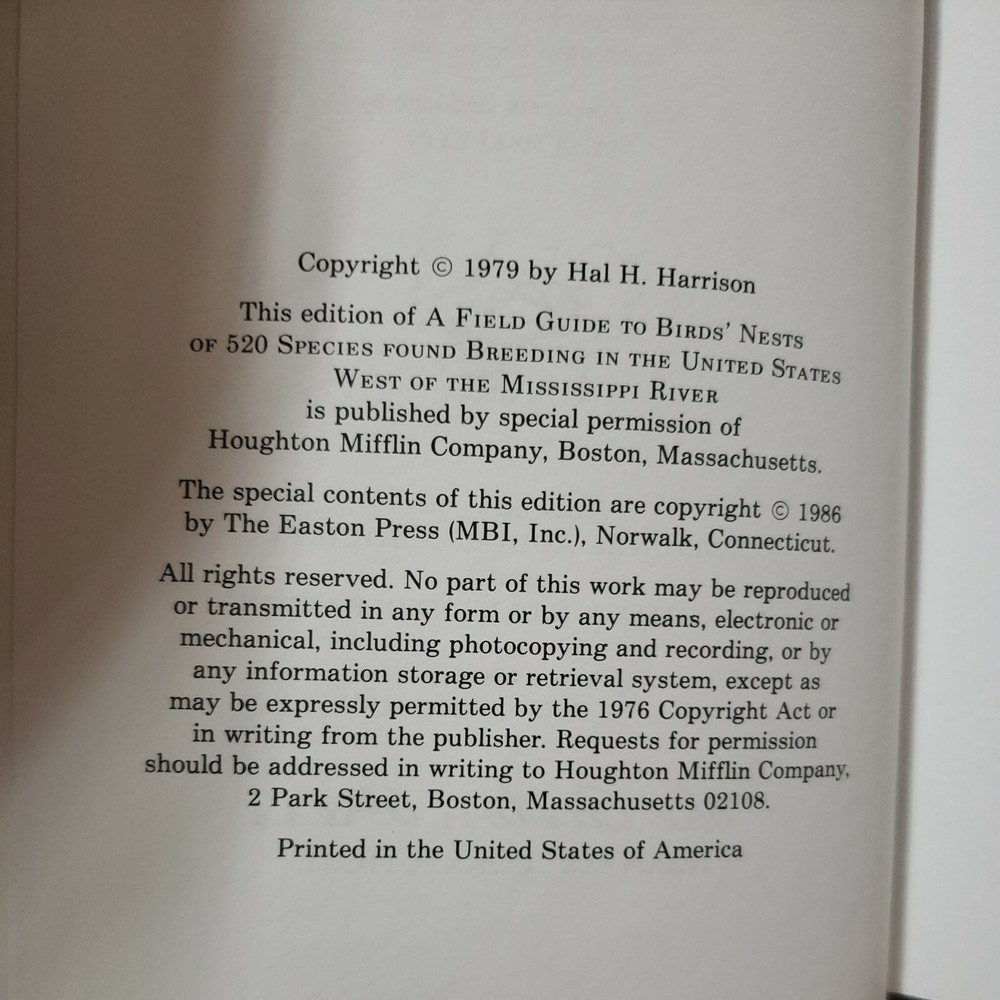 Copyright © 1979 by Hal H. Harrison
This edition of A FIELD GUIDE TO BIRDS' NESTS
OF 520 SPECIES FOUND BREEDING IN THE UNITED STATES
WEST OF THE MISSISSIPPI RIVER
is published by special permission of
Houghton Mifflin Company, Boston, Massachusetts.
The special contents of this edition are copyright © 1986
by The Easton Press (MBI, Inc.), Norwalk, Connecticut.
All rights reserved. No part of this work may be reproduced
or transmitted in any form or by any means, electronic or
mechanical, including photocopying and recording, or by
any information storage or retrieval system, except as
may be expressly permitted by the 1976 Copyright Act or
in writing from the publisher. Requests for permission
should be addressed in writing to Houghton Mifflin Company,
2 Park Street, Boston, Massachusetts 02108.
Printed in the United States of America